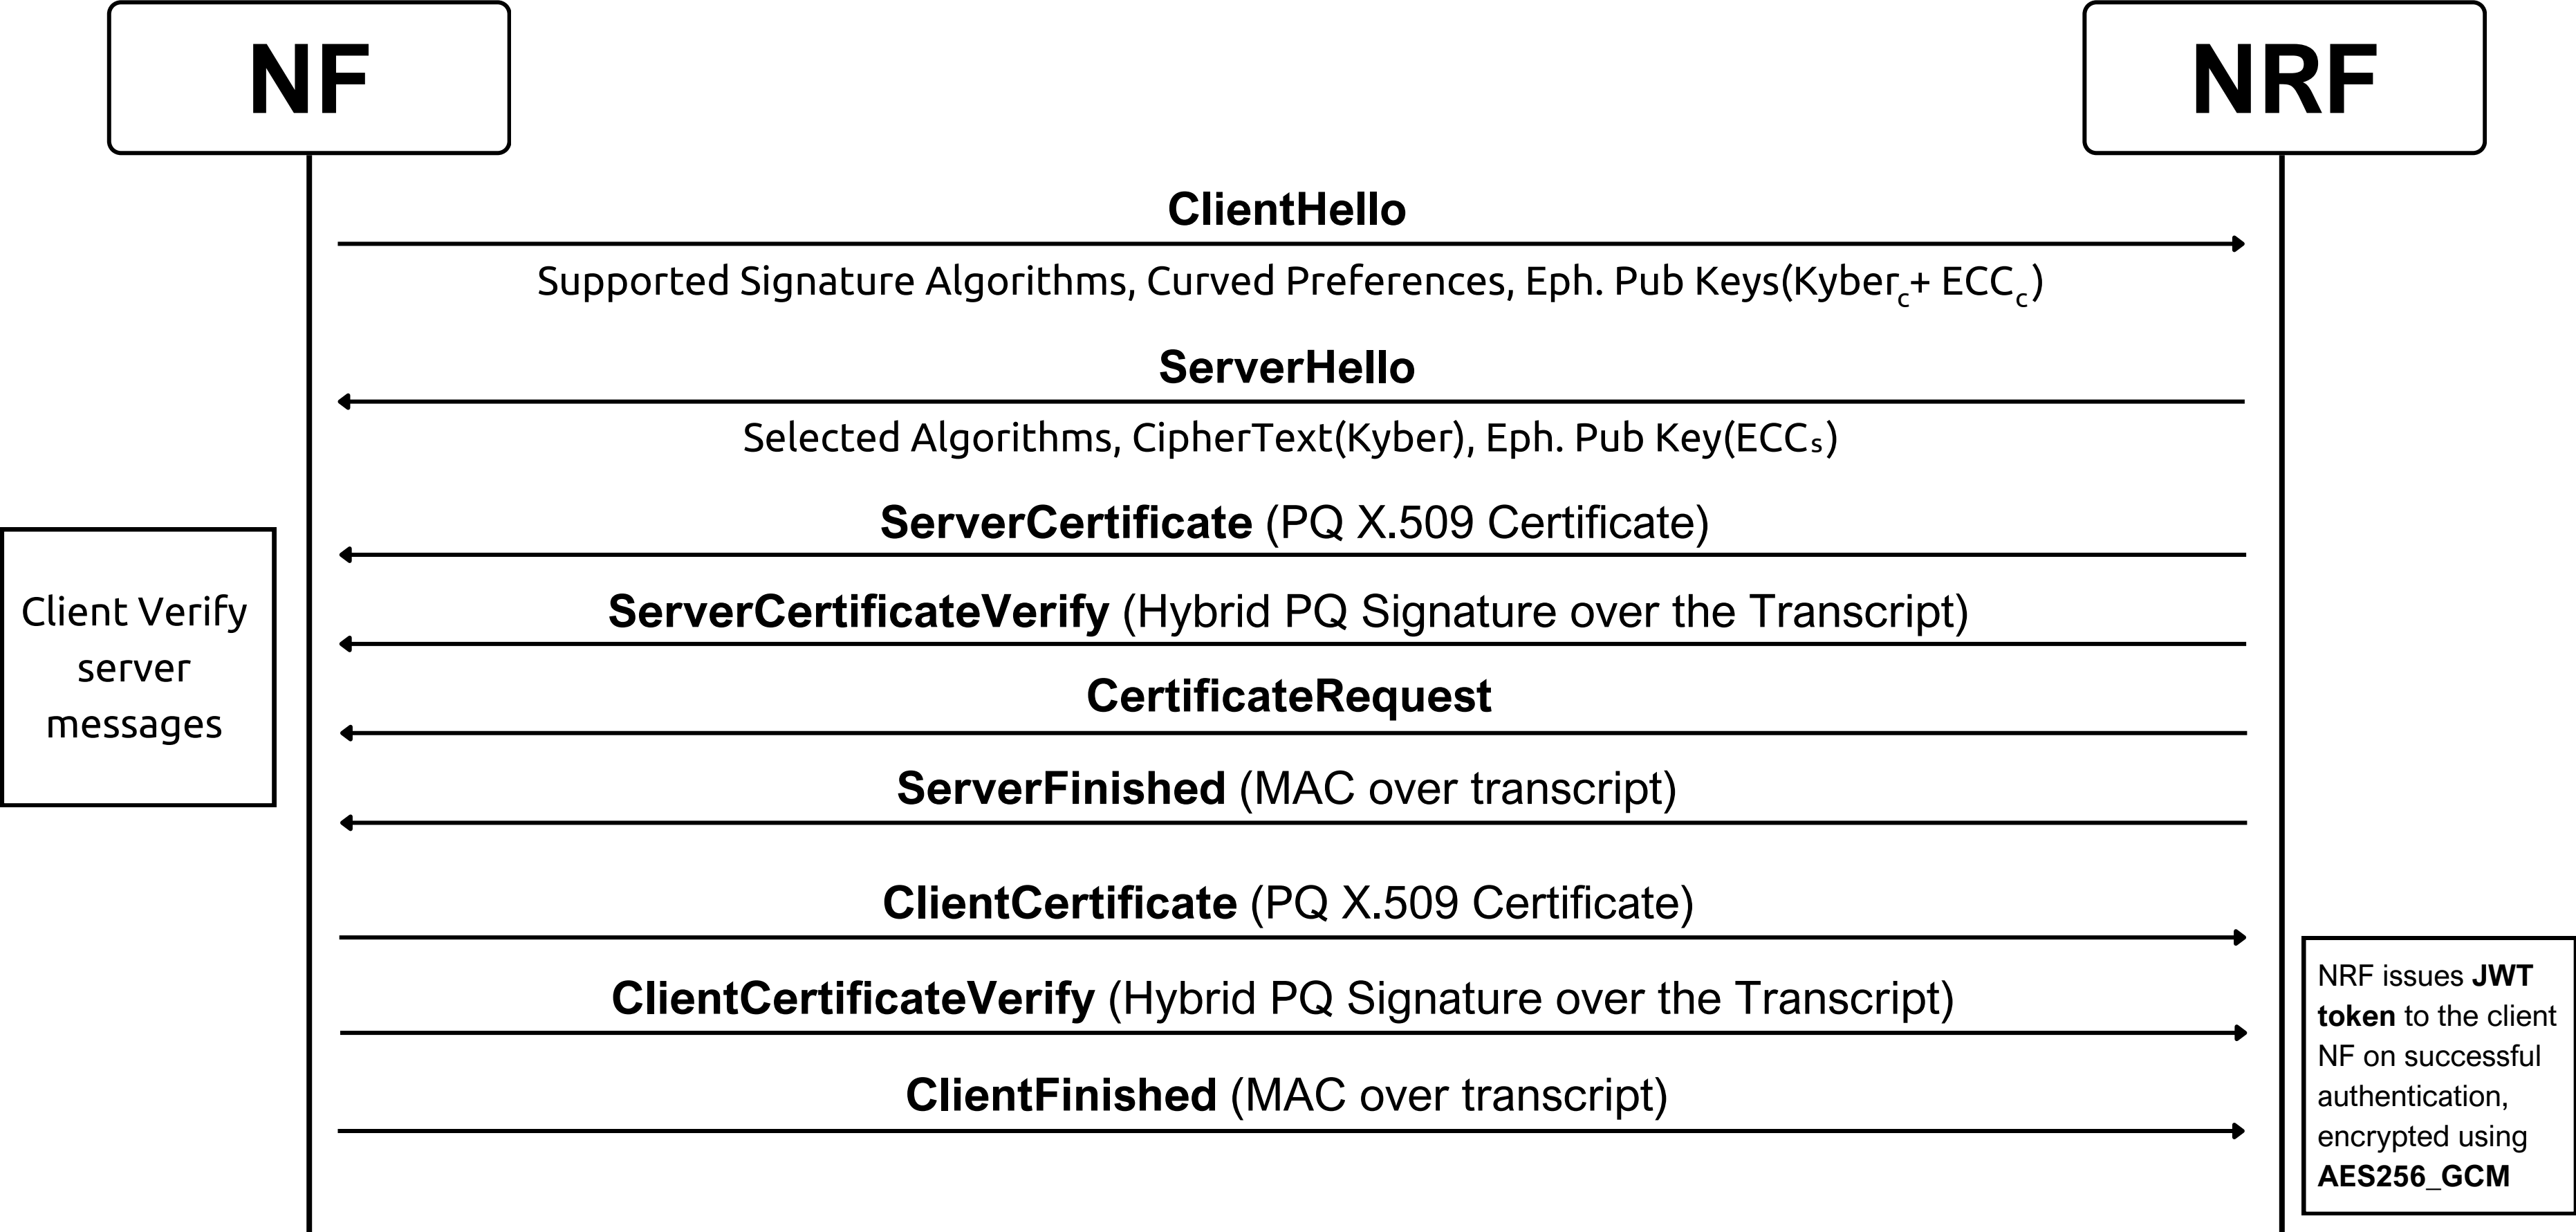 NF
NRF
ClientHello
Supported Signature Algorithms, Curved Preferences, Eph. Pub Keys(Kyberc+ ECCc)
ServerHello
Selected Algorithms, CipherText(Kyber), Eph. Pub Key(ECCs)
ServerCertificate (PQ X.509 Certificate)
ServerCertificateVerify (Hybrid PQ Signature over the Transcript)
Client Verify
server
messages
CertificateRequest
ServerFinished (MAC over transcript)
ClientCertificate (PQ X.509 Certificate)
ClientCertificateVerify (Hybrid PQ Signature over the Transcript)
ClientFinished (MAC over transcript)
NRF issues JWT
token to the client
NF on successful
authentication,
encrypted using
AES256_GCM